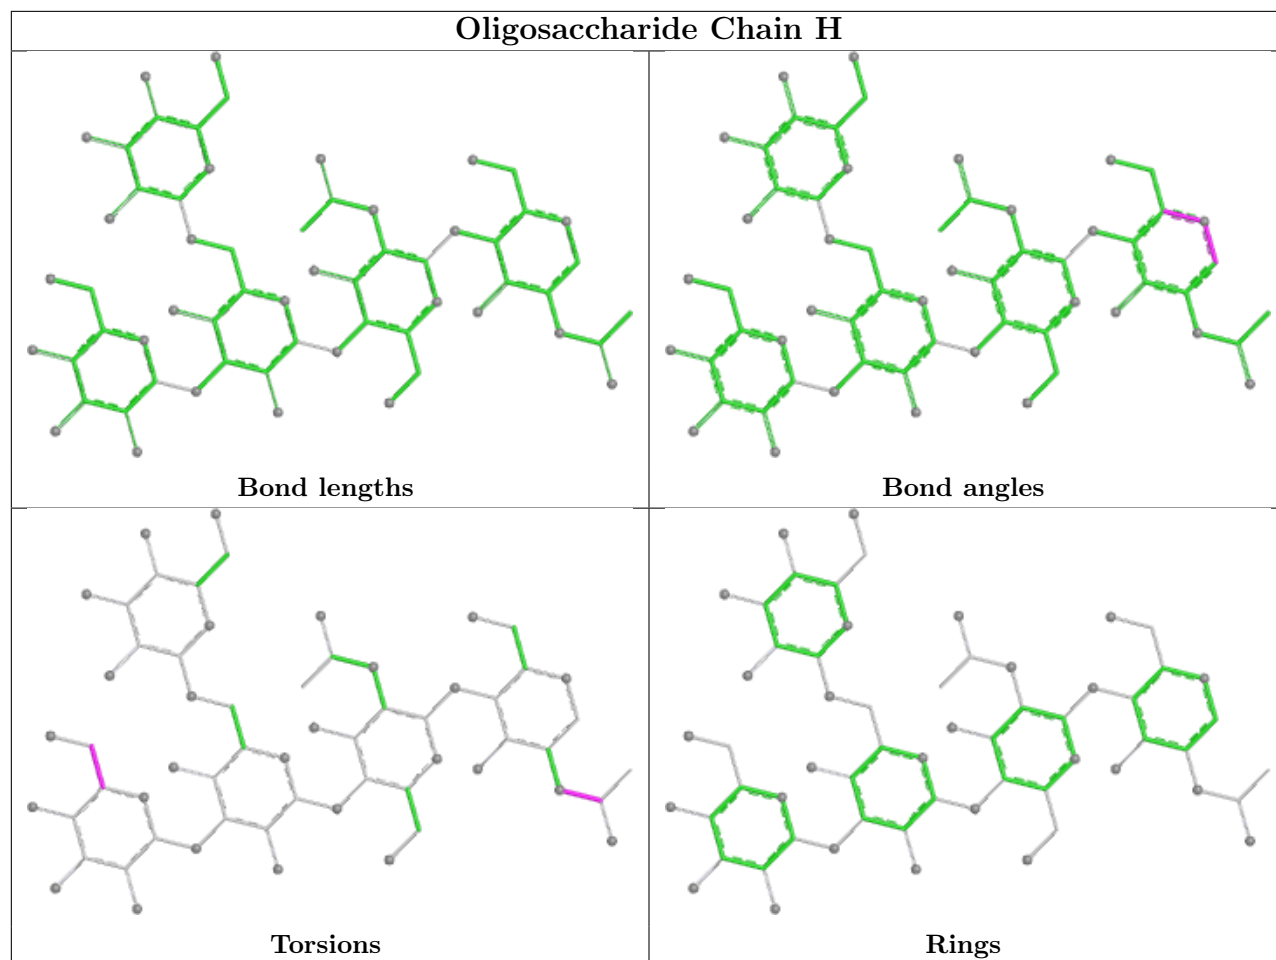 Oligosaccharide Chain H
Bond lengths
Bond angles
Torsions
Rings